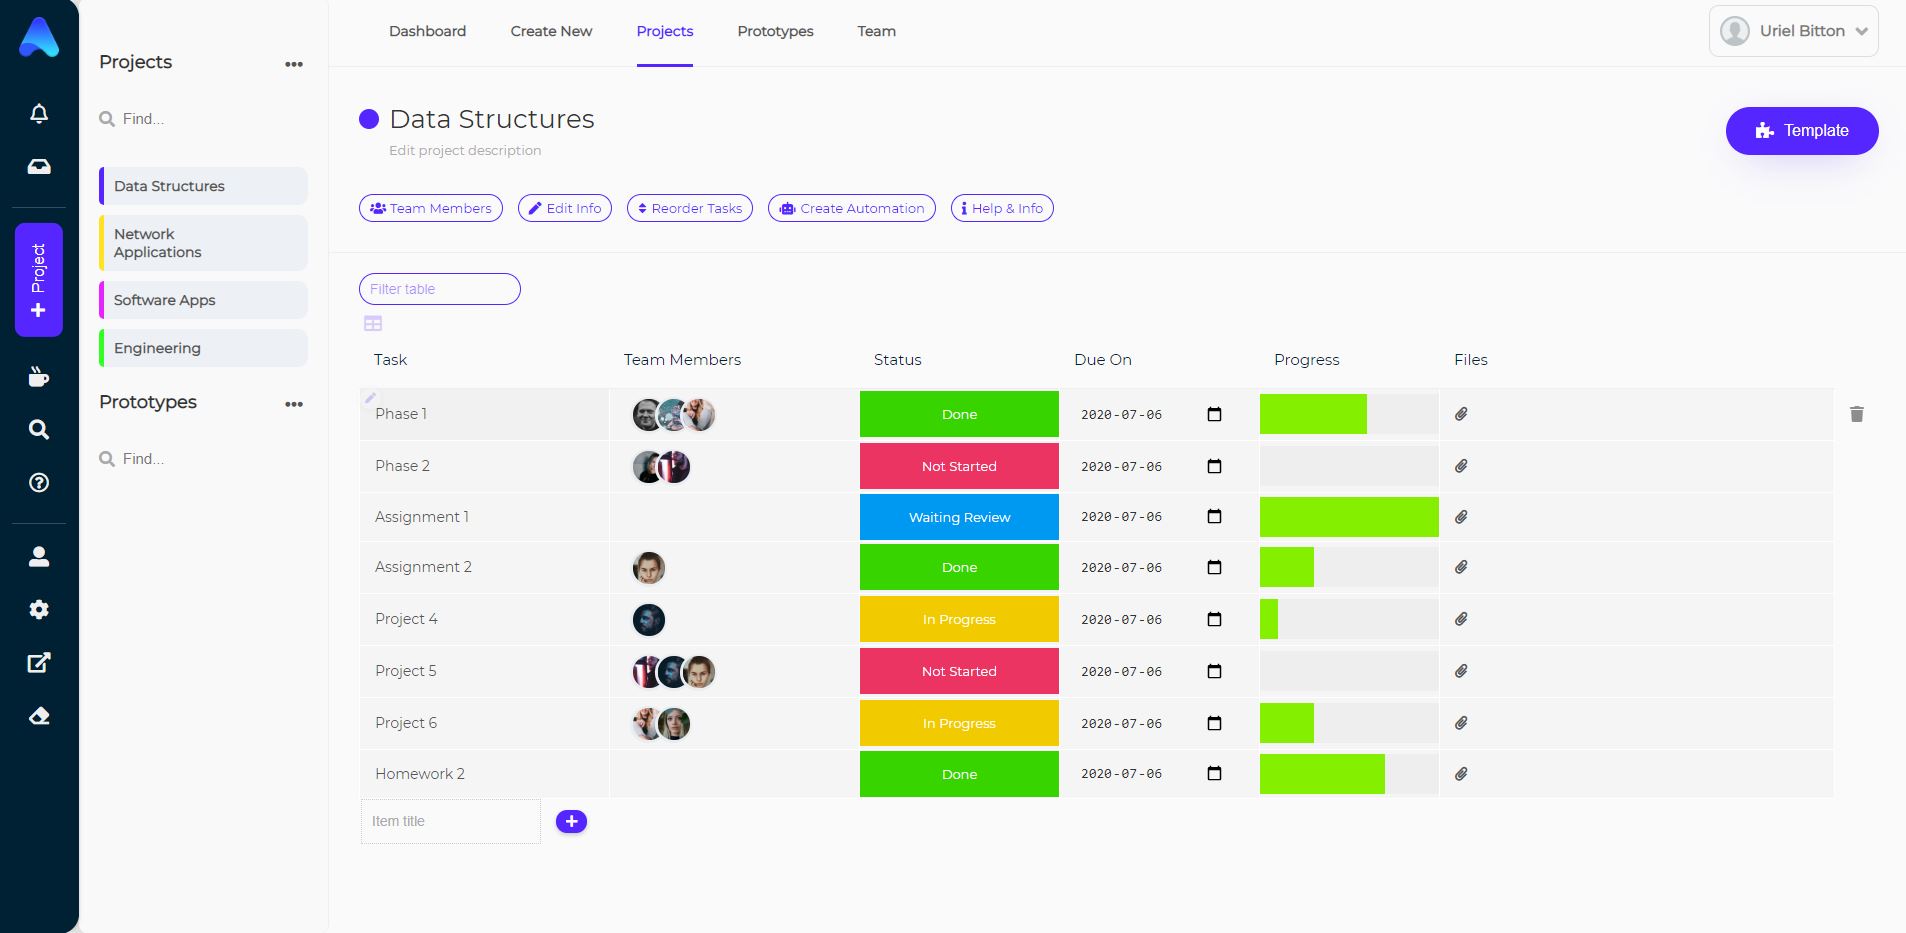 Dashboard Create New Projects Prototypes Team
Uriel Bitton
Projects
Find...
Data Structures
Network
Applications
Software Apps
Engineering
Prototypes
Find...
Project
Data Structures
Edit project description
Template
Team Members Edit Info Reorder Tasks Create Automation Help & Info
Filter table
Task Team Members Status Due On Progress Files
Phase 1 Done 2020-07-06
Phase 2 Not Started 2020-07-06
Assignment 1 Waiting Review 2020-07-06
Assignment 2 Done 2020-07-06
Project 4 In Progress 2020-07-06
Project 5 Not Started 2020-07-06
Project 6 In Progress 2020-07-06
Homework 2 Done 2020-07-06
Item title